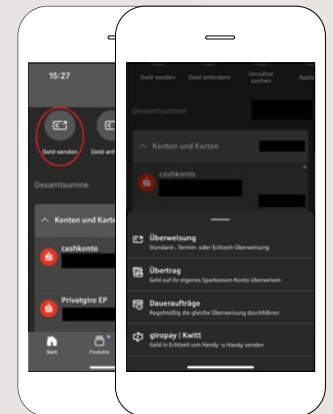 15:27
Geld senden
Geld anf
Gesamtsumme
Konten und Karte
cashkonto
Privatgiro EP
Start
Produkte
Geld senden
Geld anfordern
Umsätze suchen
Apple
Gesamtsumme
Konten und Karten
cashkonto
Überweisung
Standard-, Termin- oder Echtzeit-Überweisung
Übertrag
Geld auf Ihr eigenes Sparkassen-Konto überweisen
Daueraufträge
Regelmäßig die gleiche Überweisung durchführen
giropay | Kwitt
Geld in Echtzeit von Handy zu Handy senden